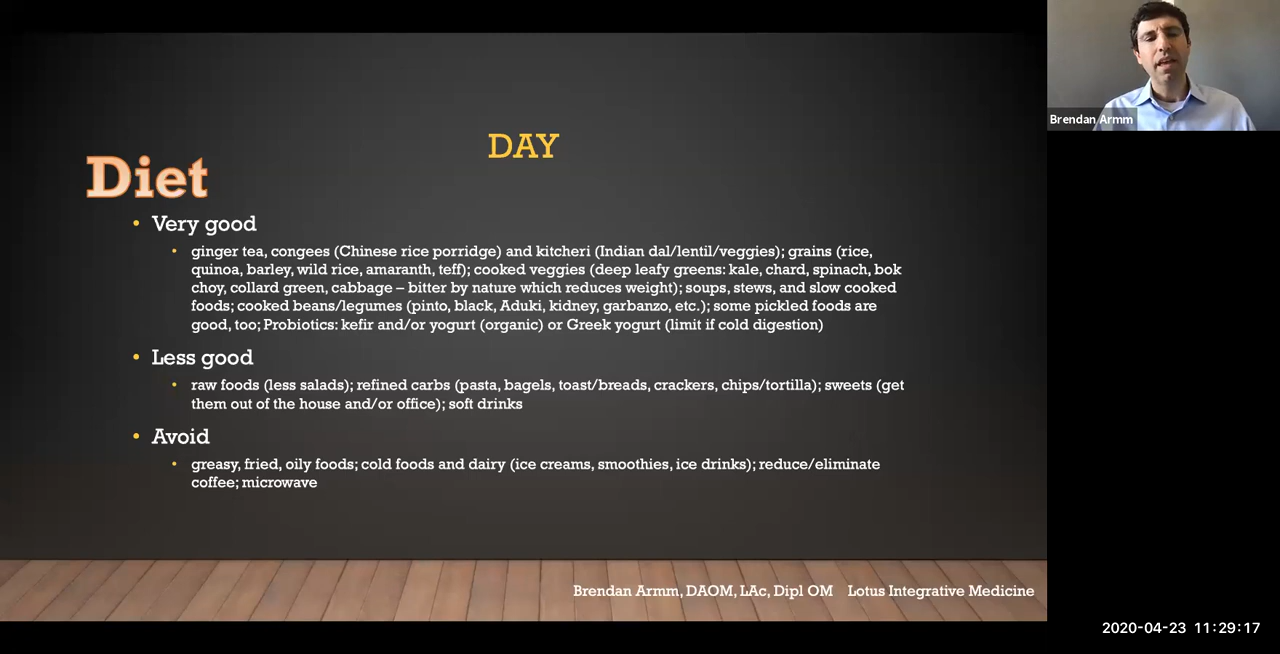 DAY
Diet
• Very good
• ginger tea, congees (Chinese rice porridge) and kitcheri (Indian dal/lentil/veggies); grains (rice,
quinoa, barley, wild rice, amaranth, teff); cooked veggies (deep leafy greens: kale, chard, spinach, bok
choy, collard green, cabbage – bitter by nature which reduces weight); soups, stews, and slow cooked
foods; cooked beans/legumes (pinto, black, Aduki, kidney, garbanzo, etc.); some pickled foods are
good, too; Probiotics: kefir and/or yogurt (organic) or Greek yogurt (limit if cold digestion)
• Less good
• raw foods (less salads); refined carbs (pasta, bagels, toast/breads, crackers, chips/tortilla); sweets (get
them out of the house and/or office); soft drinks
• Avoid
• greasy, fried, oily foods; cold foods and dairy (ice creams, smoothies, ice drinks); reduce/eliminate
coffee; microwave
Brendan Armm, DAOM, LAc, Dipl OM Lotus Integrative Medicine
Brendan Armm
2020-04-23 11:29:17